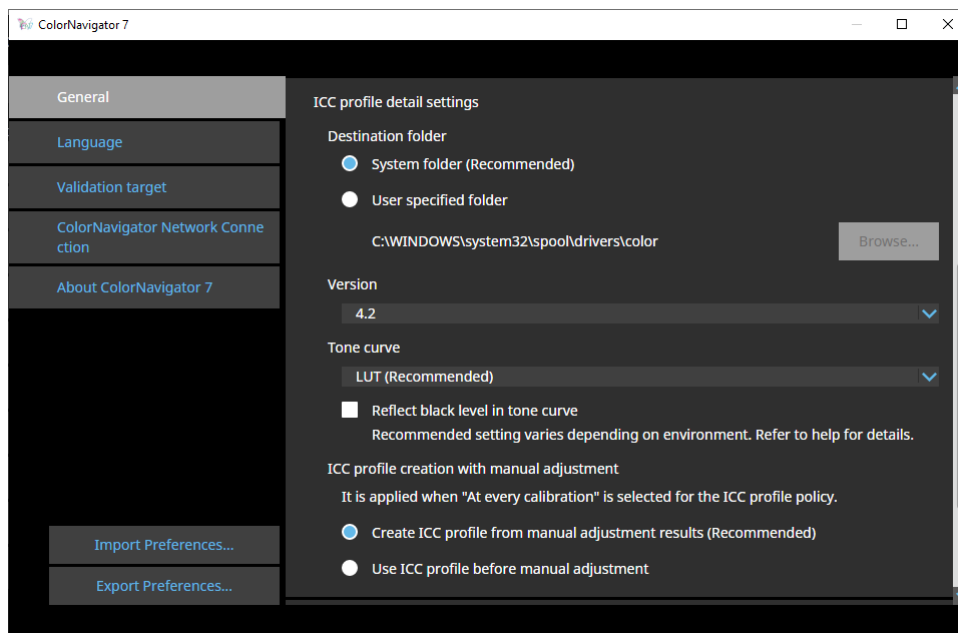 ColorNavigator 7
General
Language
Validation target
ColorNavigator Network Conne
ction
About ColorNavigator 7
Import Preferences...
Export Preferences...
ICC profile detail settings
Destination folder
System folder (Recommended)
User specified folder
C:\WINDOWS\system32\spool\drivers\color
Browse...
Version
4.2
Tone curve
LUT (Recommended)
Reflect black level in tone curve
Recommended setting varies depending on environment. Refer to help for details.
ICC profile creation with manual adjustment
It is applied when "At every calibration" is selected for the ICC profile policy.
Create ICC profile from manual adjustment results (Recommended)
Use ICC profile before manual adjustment